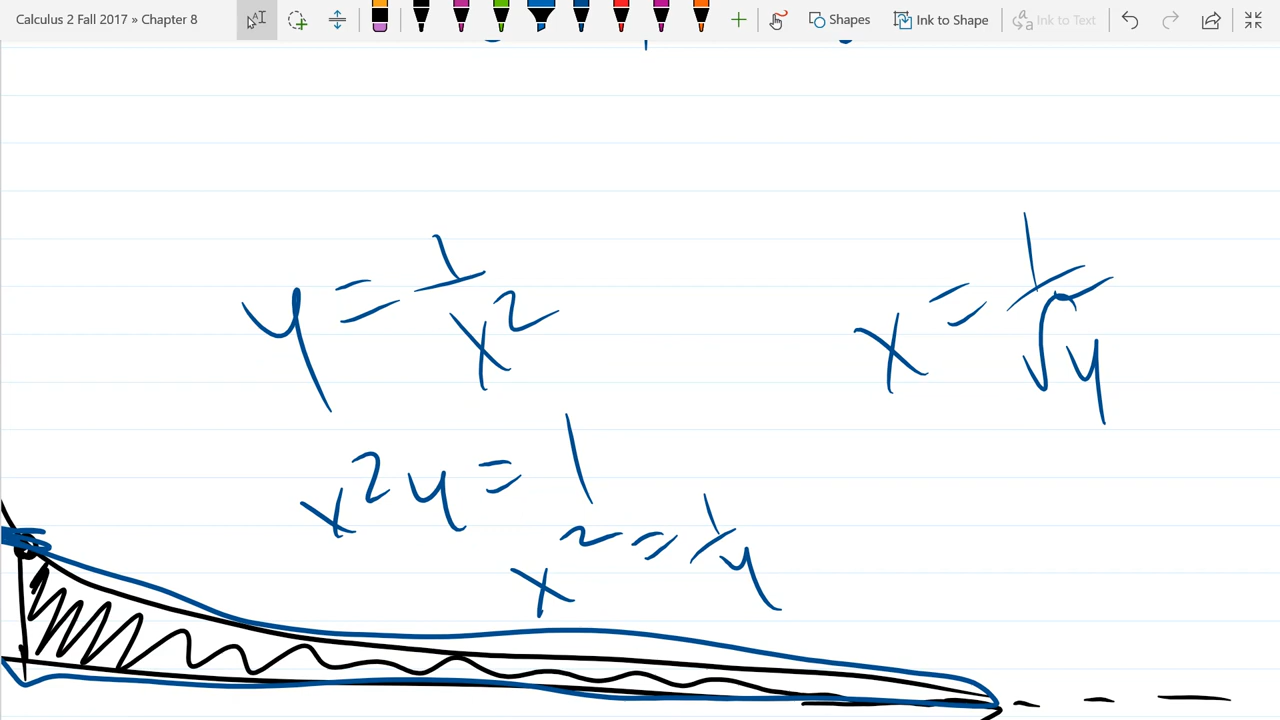 Calculus 2 Fall 2017 » Chapter 8
Shapes
Ink to Shape
Ink to Text
y = 1/x²
x = 1/√y
x²y = 1
x² = 1/y